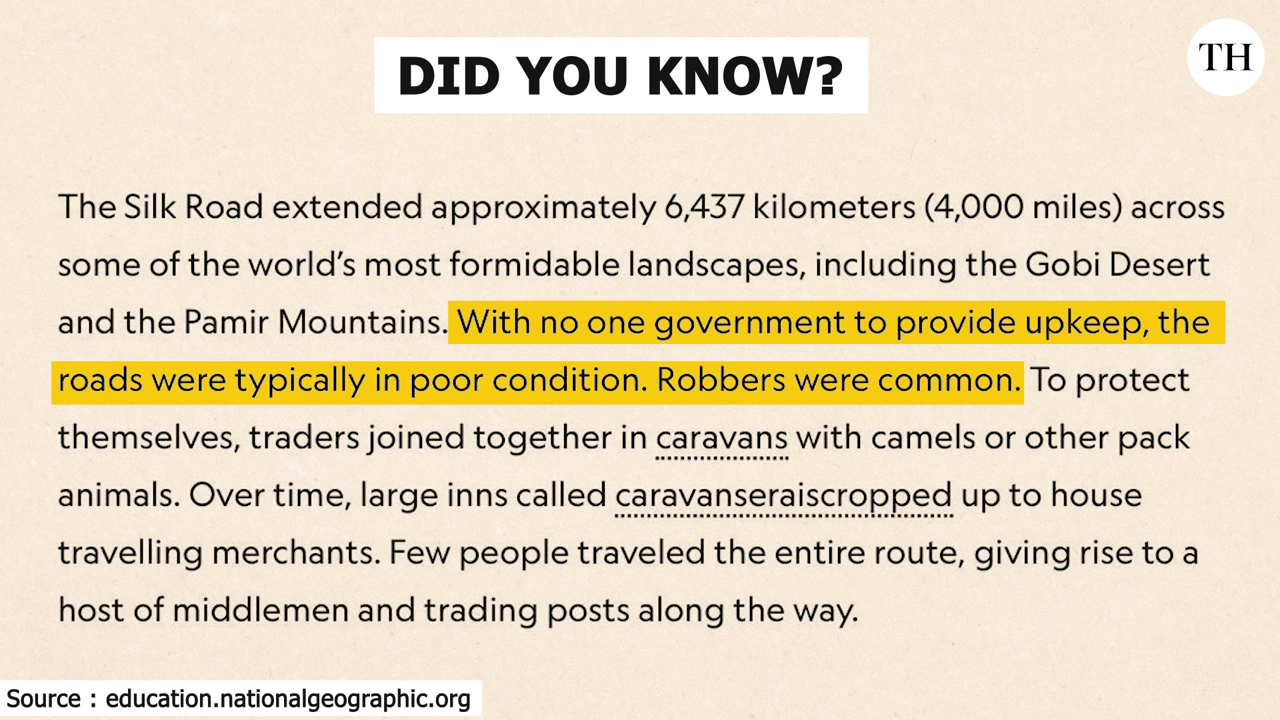 DID YOU KNOW?
TH
The Silk Road extended approximately 6,437 kilometers (4,000 miles) across
some of the world’s most formidable landscapes, including the Gobi Desert
and the Pamir Mountains. With no one government to provide upkeep, the
roads were typically in poor condition. Robbers were common. To protect
themselves, traders joined together in caravans with camels or other pack
animals. Over time, large inns called caravanseraiscropped up to house
travelling merchants. Few people traveled the entire route, giving rise to a
host of middlemen and trading posts along the way.
Source : education.nationalgeographic.org